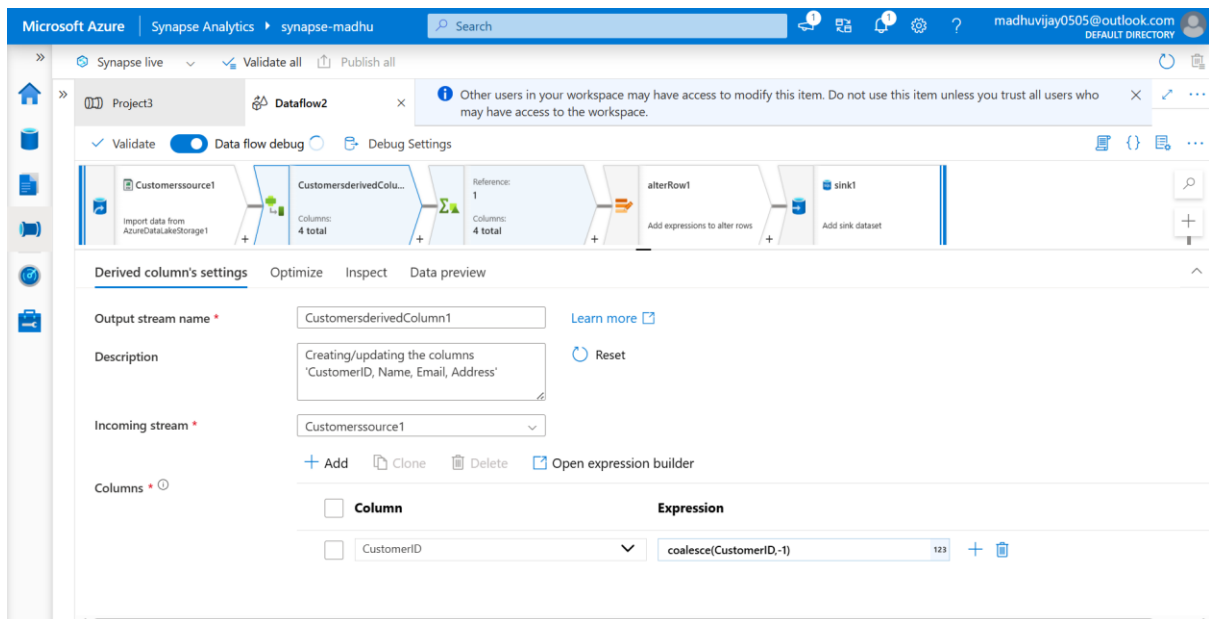 Microsoft Azure
Synapse Analytics
synapse-madhu
Search
1
1
?
madhuvijay0505@outlook.com
DEFAULT DIRECTORY
Synapse live
Validate all
Publish all
Project3
Dataflow2
Other users in your workspace may have access to modify this item. Do not use this item unless you trust all users who
may have access to the workspace.
Validate
Data flow debug
Debug Settings
Customerssource1
Import data from
AzureDataLakeStorage1
CustomersderivedColu...
Columns:
4 total
Reference:
1
Columns:
4 total
alterRow1
Add expressions to alter rows
sink1
Add sink dataset
Derived column's settings
Optimize
Inspect
Data preview
Output stream name *
CustomersderivedColumn1
Learn more
Description
Creating/updating the columns
'CustomerID, Name, Email, Address'
Reset
Incoming stream *
Customerssource1
Add
Clone
Delete
Open expression builder
Columns *
Column
Expression
CustomerID
coalesce(CustomerID,-1)
123